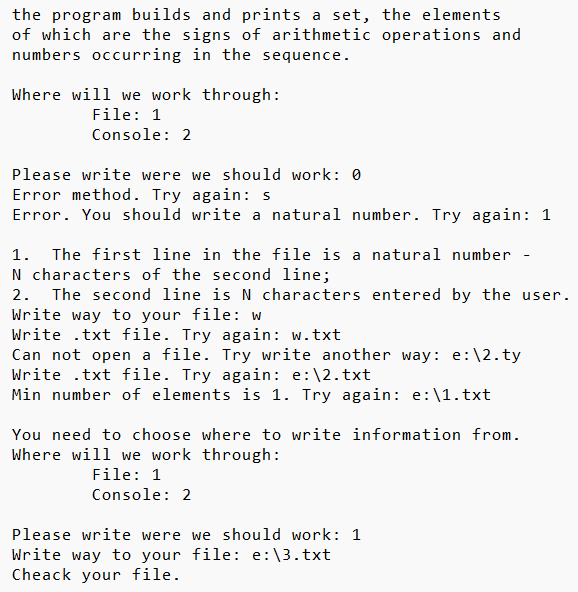 the program builds and prints a set, the elements
of which are the signs of arithmetic operations and
numbers occurring in the sequence.
Where will we work through:
File: 1
Console: 2
Please write were we should work: 0
Error method. Try again: s
Error. You should write a natural number. Try again: 1
1.  The first line in the file is a natural number -
N characters of the second line;
2.  The second line is N characters entered by the user.
Write way to your file: w
Write .txt file. Try again: w.txt
Can not open a file. Try write another way: e:\2.ty
Write .txt file. Try again: e:\2.txt
Min number of elements is 1. Try again: e:\1.txt
You need to choose where to write information from.
Where will we work through:
File: 1
Console: 2
Please write were we should work: 1
Write way to your file: e:\3.txt
Cheack your file.